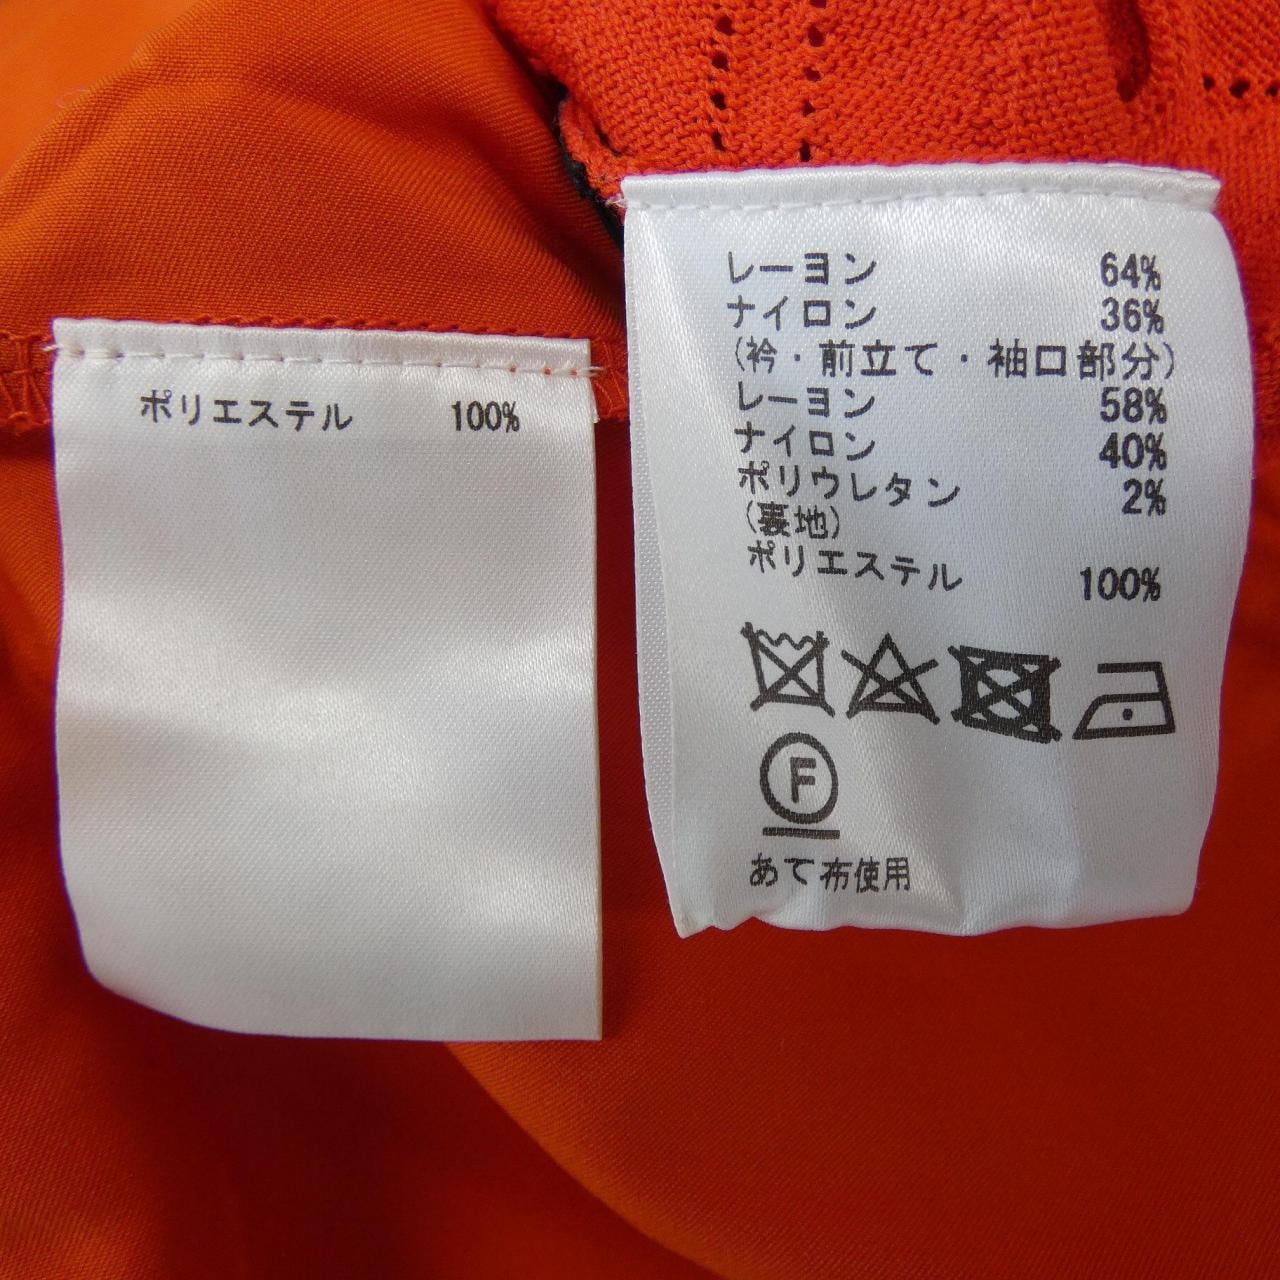 ポリエステル 100%
レーヨン 64%
ナイロン 36%
(衿・前立て・袖口部分)
レーヨン 58%
ナイロン 40%
ポリウレタン 2%
(裏地)
ポリエステル 100%
F
あて布使用